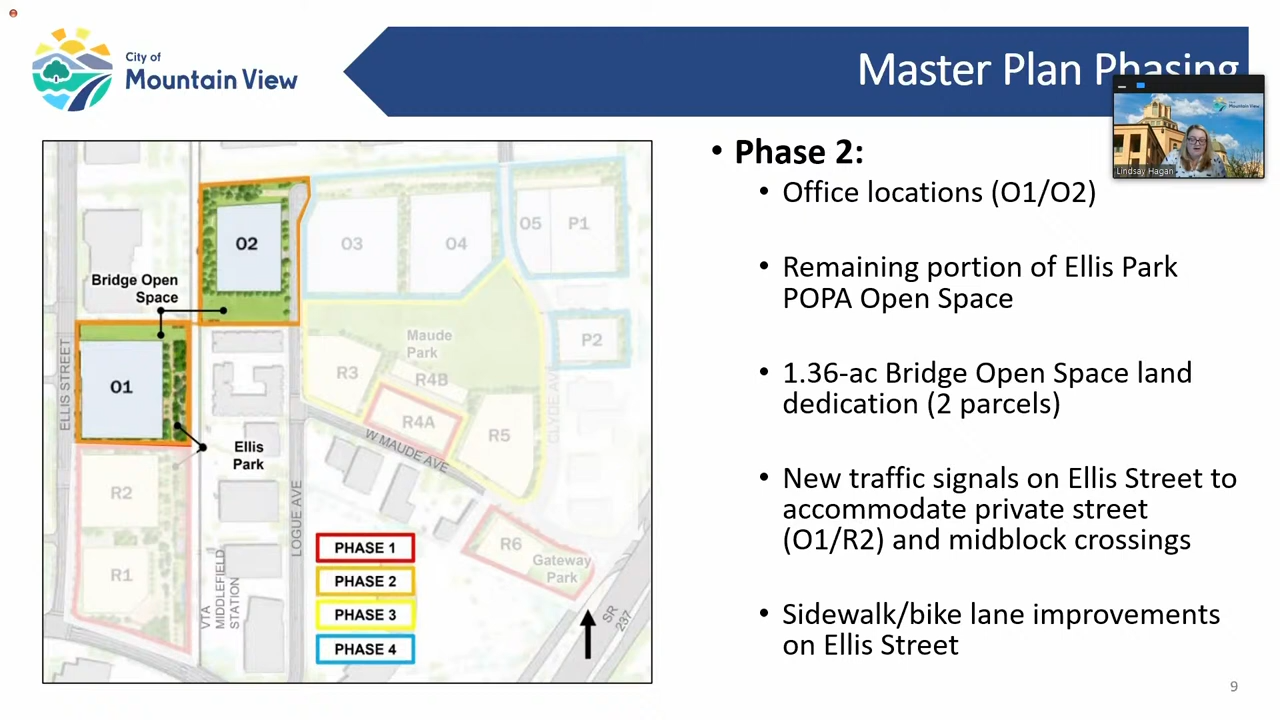 City of
Mountain View
Master Plan Phasing
Mountain View
Lindsay Hagan
• Phase 2:
• Office locations (O1/O2)
• Remaining portion of Ellis Park
POPA Open Space
• 1.36-ac Bridge Open Space land
dedication (2 parcels)
• New traffic signals on Ellis Street to
accommodate private street
(O1/R2) and midblock crossings
• Sidewalk/bike lane improvements
on Ellis Street
O2
O3
O4
O5
P1
Bridge Open
Space
P2
Maude
Park
ELLIS STREET
O1
R3
R4B
R4A
R5
CLYDE AVE
W MAUDE AVE
Ellis
Park
R2
LOGUE AVE
R6
Gateway
Park
R1
VTA
MIDDLEFIELD
STATION
SR
237
PHASE 1
PHASE 2
PHASE 3
PHASE 4
9